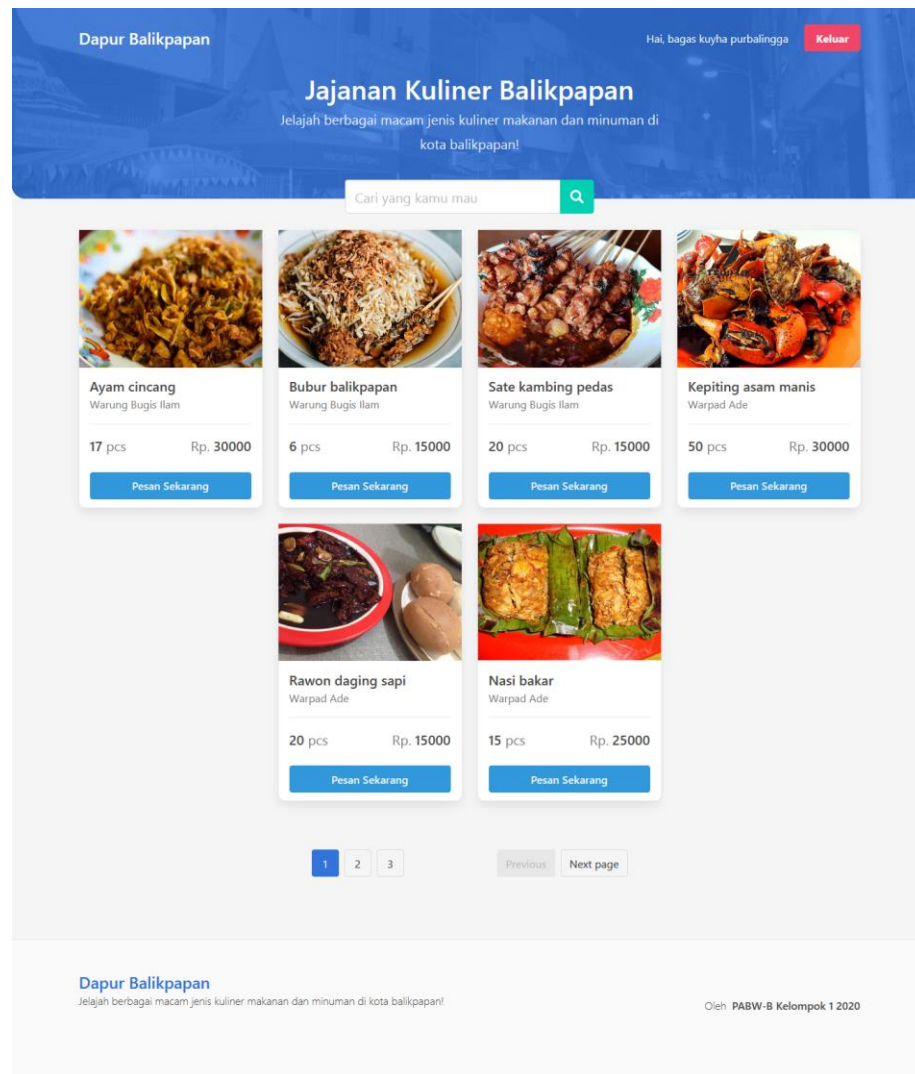 Dapur Balikpapan
Hai, bagas kuyha purbalingga
Keluar
Jajanan Kuliner Balikpapan
Jelajah berbagai macam jenis kuliner makanan dan minuman di
kota balikpapan!
Cari yang kamu mau
Ayam cincang
Warung Bugis Ilam
17 pcs Rp. 30000
Pesan Sekarang
Bubur balikpapan
Warung Bugis Ilam
6 pcs Rp. 15000
Pesan Sekarang
Sate kambing pedas
Warung Bugis Ilam
20 pcs Rp. 15000
Pesan Sekarang
Kepiting asam manis
Warpad Ade
50 pcs Rp. 30000
Pesan Sekarang
Rawon daging sapi
Warpad Ade
20 pcs Rp. 15000
Pesan Sekarang
Nasi bakar
Warpad Ade
15 pcs Rp. 25000
Pesan Sekarang
1 2 3 Previous Next page
Dapur Balikpapan
Jelajah berbagai macam jenis kuliner makanan dan minuman di kota balikpapan!
Oleh PABW-B Kelompok 1 2020